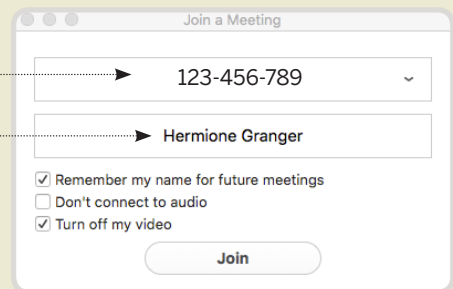 Join a Meeting
123-456-789
Hermione Granger
Remember my name for future meetings
Don't connect to audio
Turn off my video
Join